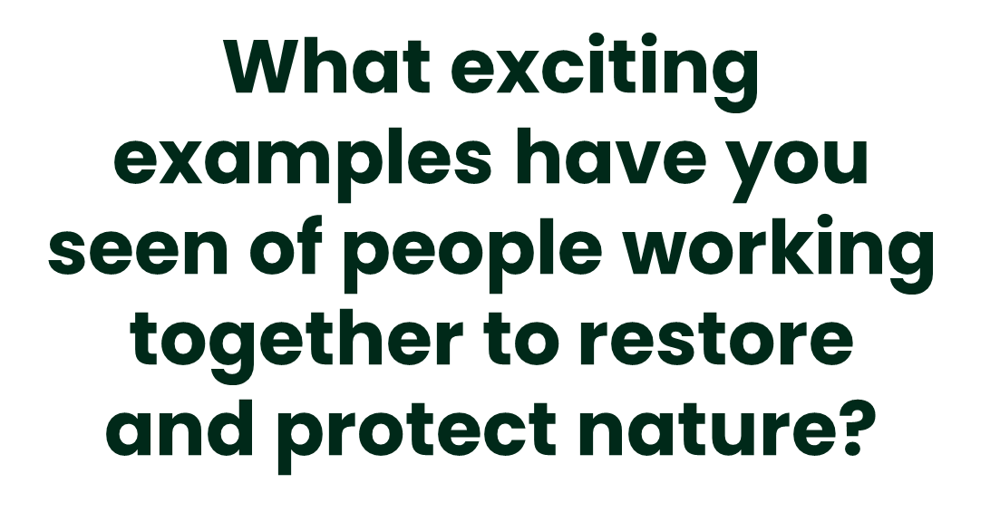 What exciting
examples have you
seen of people working
together to restore
and protect nature?